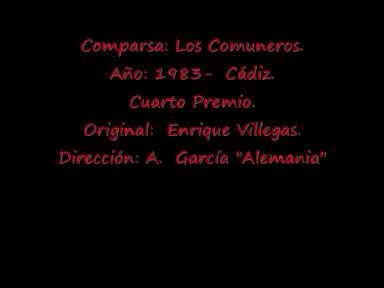 Comparsa: Los Comuneros.
Año: 1983- Cádiz.
Cuarto Premio.
Original: Enrique Villegas.
Dirección: A. García "Alemania"